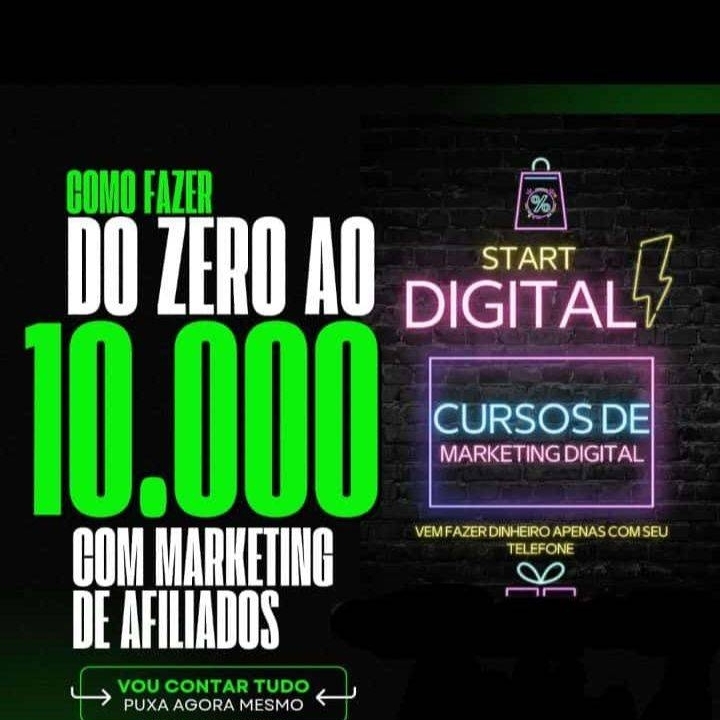 COMO FAZER
DO ZERO AO
10.000
COM MARKETING
DE AFILIADOS
VOU CONTAR TUDO
PUXA AGORA MESMO
%
START
DIGITAL
CURSOS DE
MARKETING DIGITAL
VEM FAZER DINHEIRO APENAS COM SEU
TELEFONE